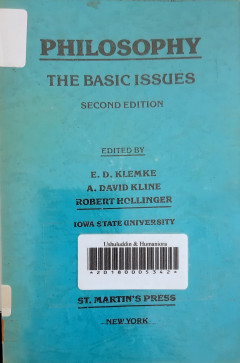 PHILOSOPHY
THE BASIC ISSUES
SECOND EDITION
EDITED BY
E. D. KLEMKE
A. DAVID KLINE
ROBERT HOLLINGER
IOWA STATE UNIVERSITY
Ushuluddin & Humaniora
*20180005342*
ST. MARTIN'S PRESS
NEW YORK